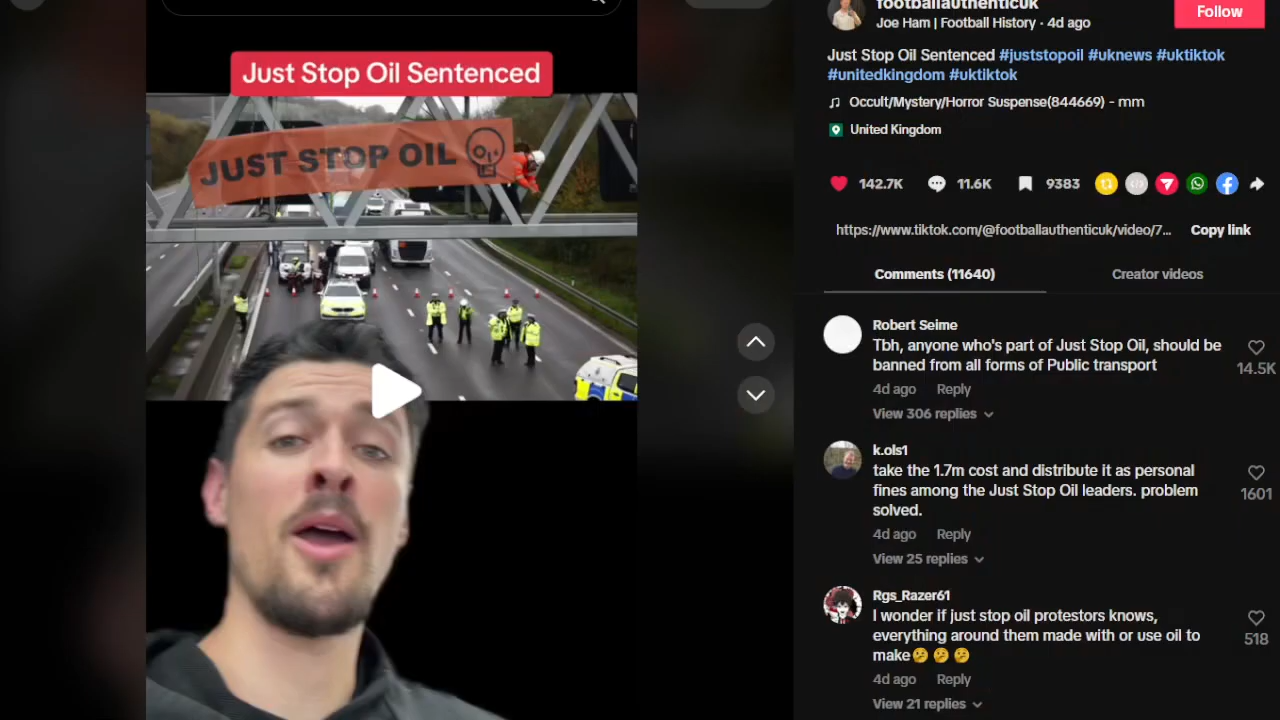 Just Stop Oil Sentenced
JUST STOP OIL
footballauthenticuk
Joe Ham | Football History · 4d ago
Follow
Just Stop Oil Sentenced #juststopoil #uknews #uktiktok
#unitedkingdom #uktiktok
Occult/Mystery/Horror Suspense(844669) - mm
United Kingdom
142.7K
11.6K
9383
https://www.tiktok.com/@footballauthenticuk/video/7...
Copy link
Comments (11640)
Creator videos
Robert Seime
Tbh, anyone who's part of Just Stop Oil, should be
banned from all forms of Public transport
14.5K
4d ago Reply
View 306 replies
k.ols1
take the 1.7m cost and distribute it as personal
fines among the Just Stop Oil leaders. problem
solved.
1601
4d ago Reply
View 25 replies
Rgs_Razer61
I wonder if just stop oil protestors knows,
everything around them made with or use oil to
make🤔🤔🤔
518
4d ago Reply
View 21 replies